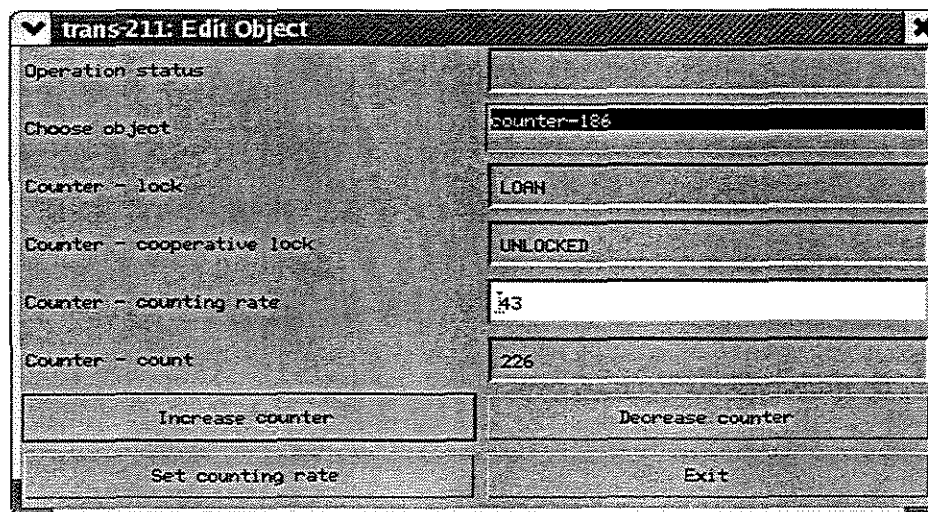 trans-211: Edit Object
Operation status
Choose object counter-186
Counter - lock LOAN
Counter - cooperative lock UNLOCKED
Counter - counting rate 43
Counter - count 226
Increase counter Decrease counter
Set counting rate Exit